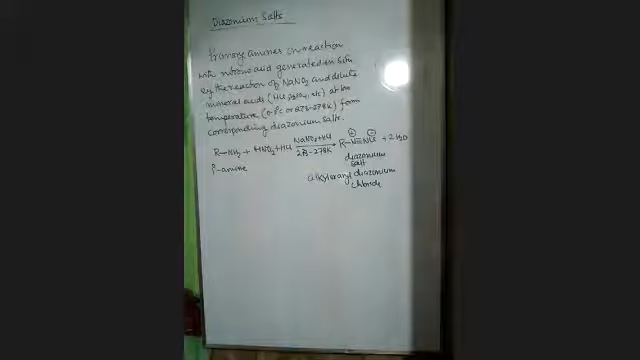 Diazonium Salts
Primary amines on reaction
with nitrous acid generated in situ
by the reaction of NaNO₂ and dilute
mineral acids (HCl, H₂SO₄, etc) at low
temperature (0-5°C or 273-278K) form
corresponding diazonium salts.
R-NH₂ + HNO₂ + HCl NaNO₂+HCl 273-278K → R-N≡NCl + 2H₂O
1°-amine diazonium
salt
alkyl/aryl diazonium
chloride